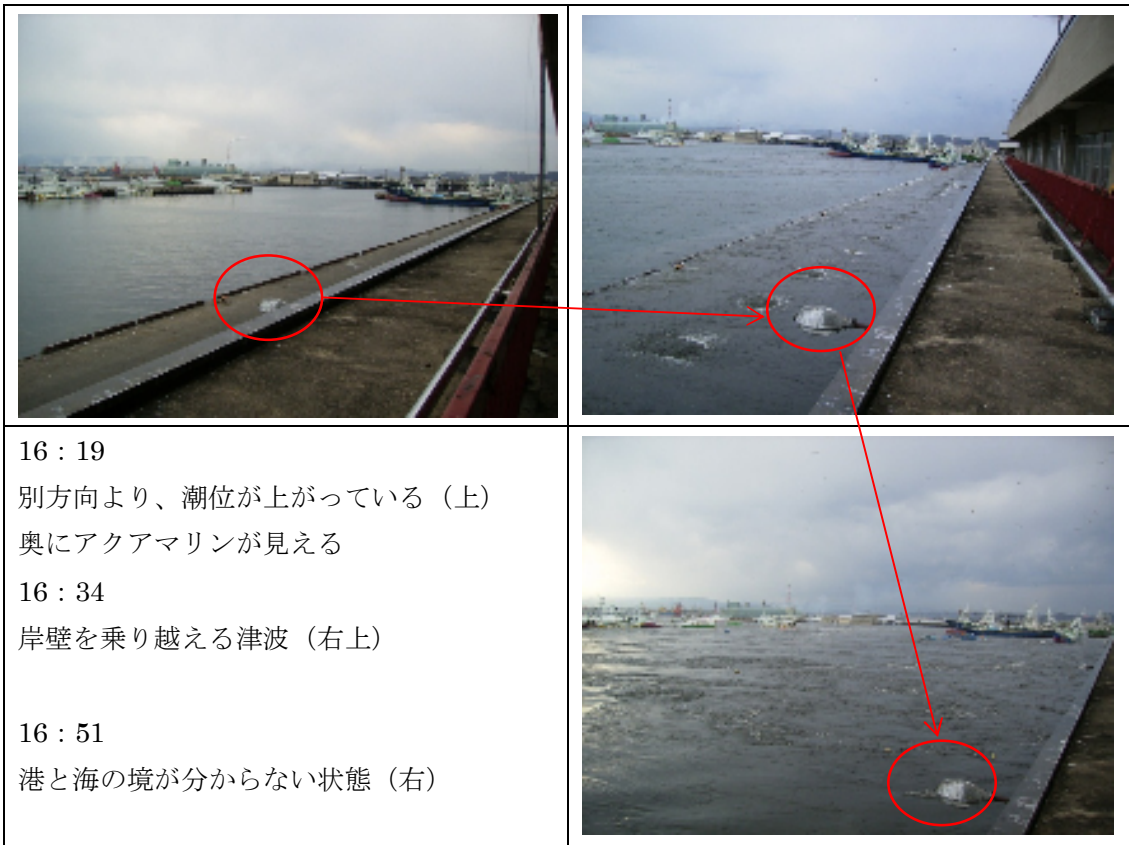 16：19
別方向より、潮位が上がっている（上）
奥にアクアマリンが見える
16：34
岸壁を乗り越える津波（右上）
16：51
港と海の境が分からない状態（右）